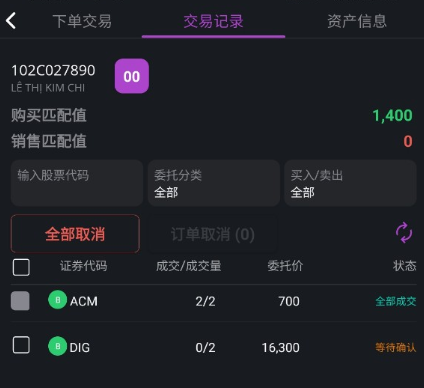 下单交易 交易记录 资产信息
102C027890 00
LÊ THỊ KIM CHI
购买匹配值 1,400
销售匹配值 0
输入股票代码 委托分类 买入/卖出
全部 全部
全部取消 订单取消 (0)
证券代码 成交/成交量 委托价 状态
B ACM 2/2 700 全部成交
B DIG 0/2 16,300 等待确认